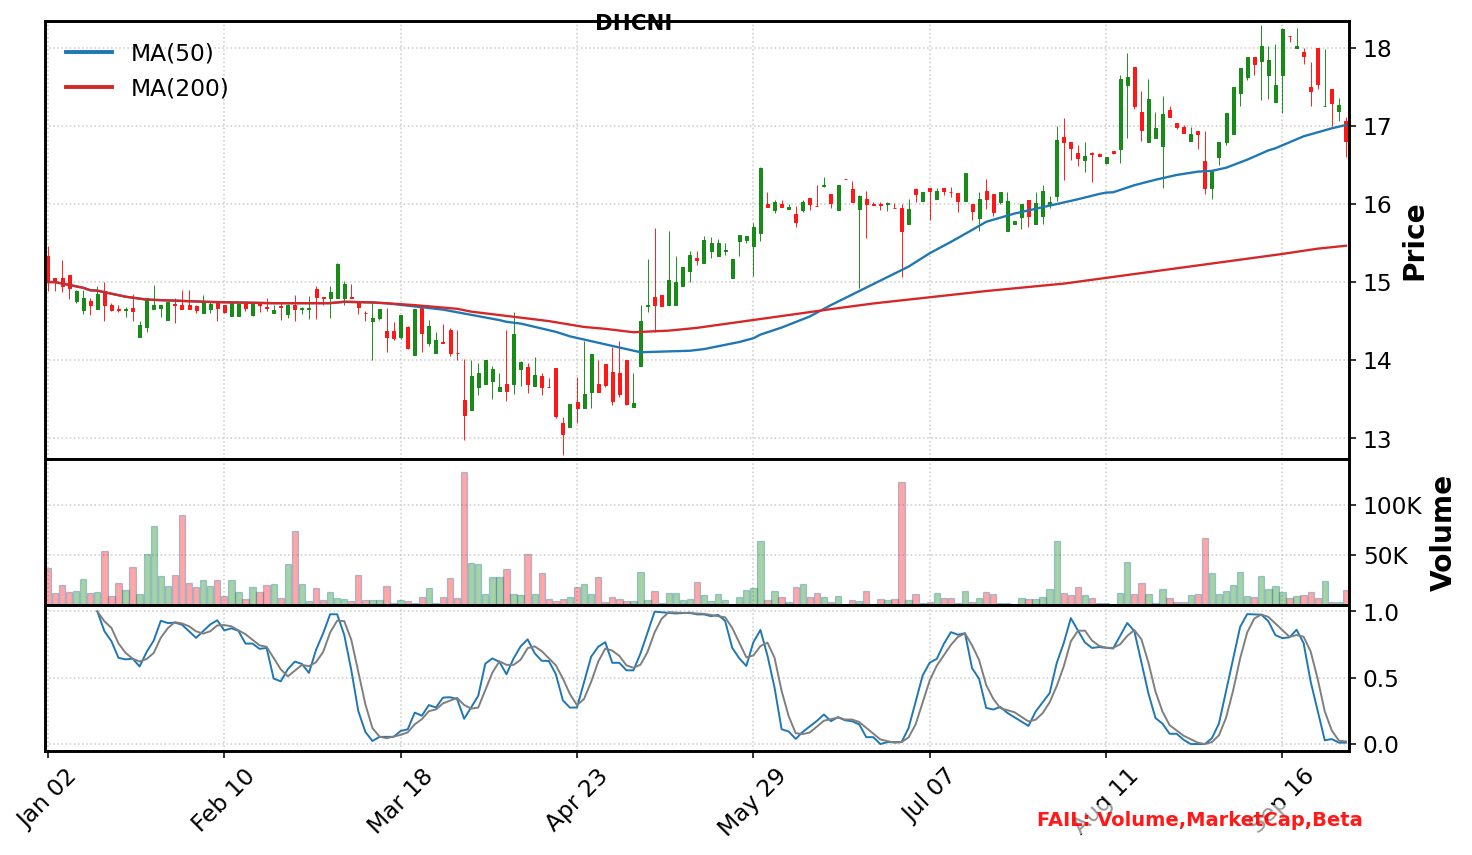 DHCNI
MA(50)
MA(200)
18
17
16
15
14
13
Price
100K
50K
Volume
1.0
0.5
0.0
Jan 02
Feb 10
Mar 18
Apr 23
May 29
Jul 07
Aug 11
Sep 16
FAIL: Volume,MarketCap,Beta